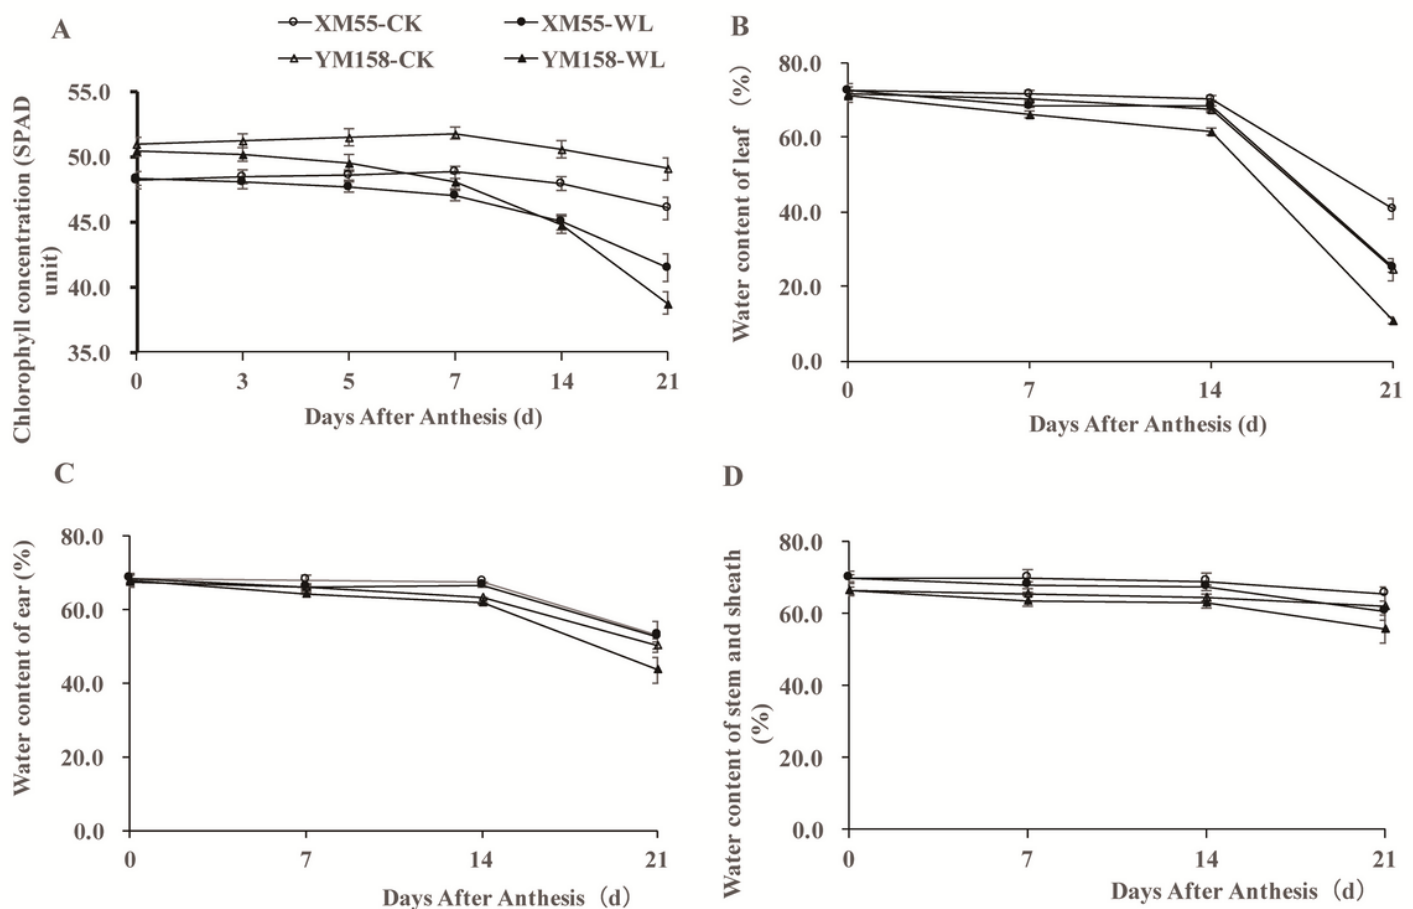 A
XM55-CK
XM55-WL
YM158-CK
YM158-WL
Chlorophyll concentration (SPAD
unit)
55.0
50.0
45.0
40.0
35.0
0 3 5 7 14 21
Days After Anthesis (d)
B
Water content of leaf (%)
80.0
60.0
40.0
20.0
0.0
0 7 14 21
Days After Anthesis (d)
C
Water content of ear (%)
80.0
60.0
40.0
20.0
0.0
0 7 14 21
Days After Anthesis (d)
D
Water content of stem and sheath
(%)
80.0
60.0
40.0
20.0
0.0
0 7 14 21
Days After Anthesis (d)